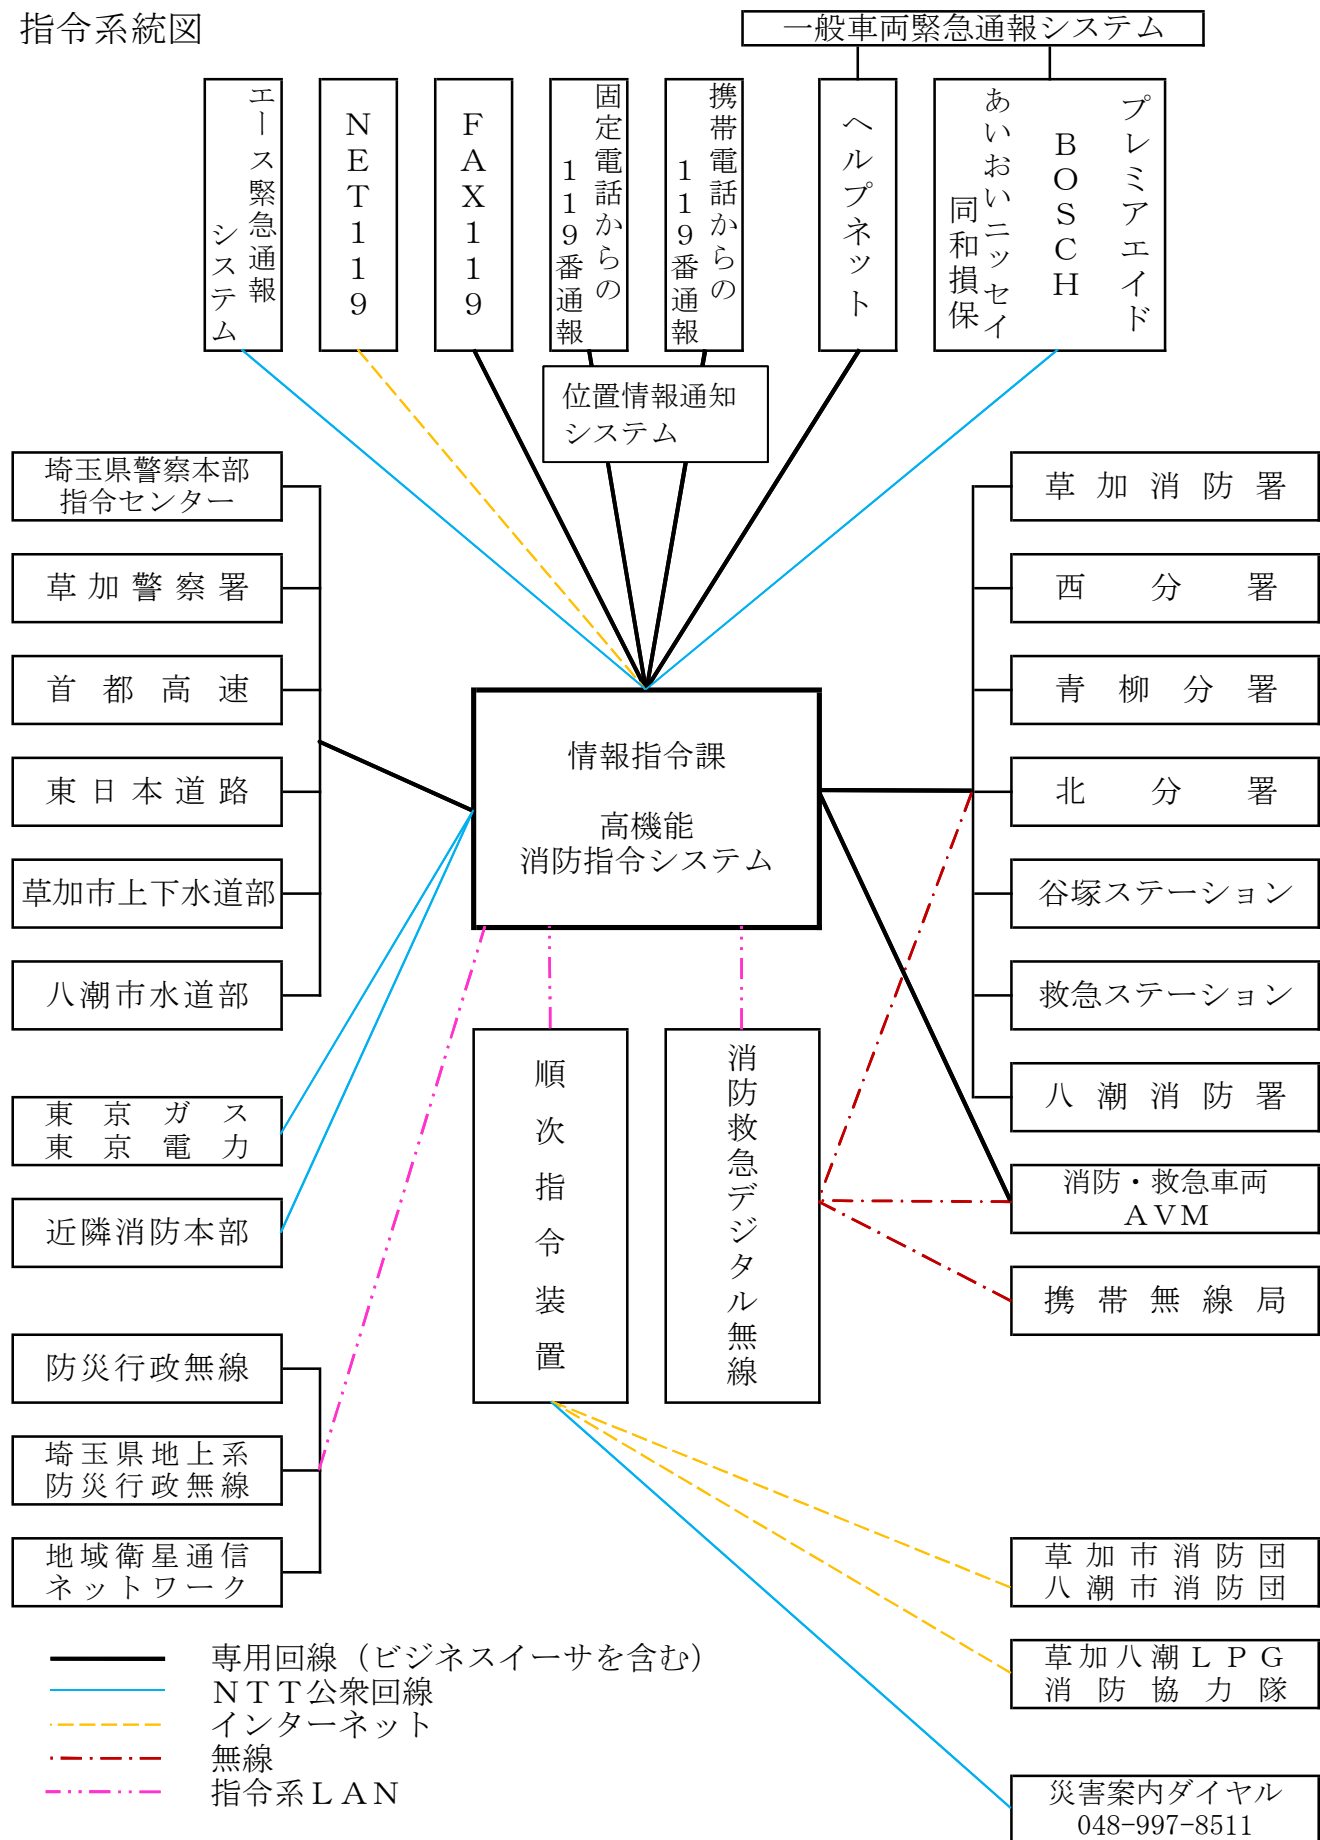 指令系統図
一般車両緊急通報システム
エース緊急通報
システム
NET119
FAX119
固定電話からの
119番通報
携帯電話からの
119番通報
ヘルプネット
プレミアエイド
BOSCH
あいおいニッセイ
同和損保
位置情報通知
システム
埼玉県警察本部
指令センター
草加警察署
首都高速
東日本道路
草加市上下水道部
八潮市水道部
東京ガス
東京電力
近隣消防本部
防災行政無線
埼玉県地上系
防災行政無線
地域衛星通信
ネットワーク
情報指令課
高機能
消防指令システム
順次指令装置
消防救急デジタル無線
草加消防署
西分署
青柳分署
北分署
谷塚ステーション
救急ステーション
八潮消防署
消防・救急車両
AVM
携帯無線局
草加市消防団
八潮市消防団
草加八潮LPG
消防協力隊
災害案内ダイヤル
048-997-8511
専用回線(ビジネスイーサを含む)
NTT公衆回線
インターネット
無線
指令系LAN